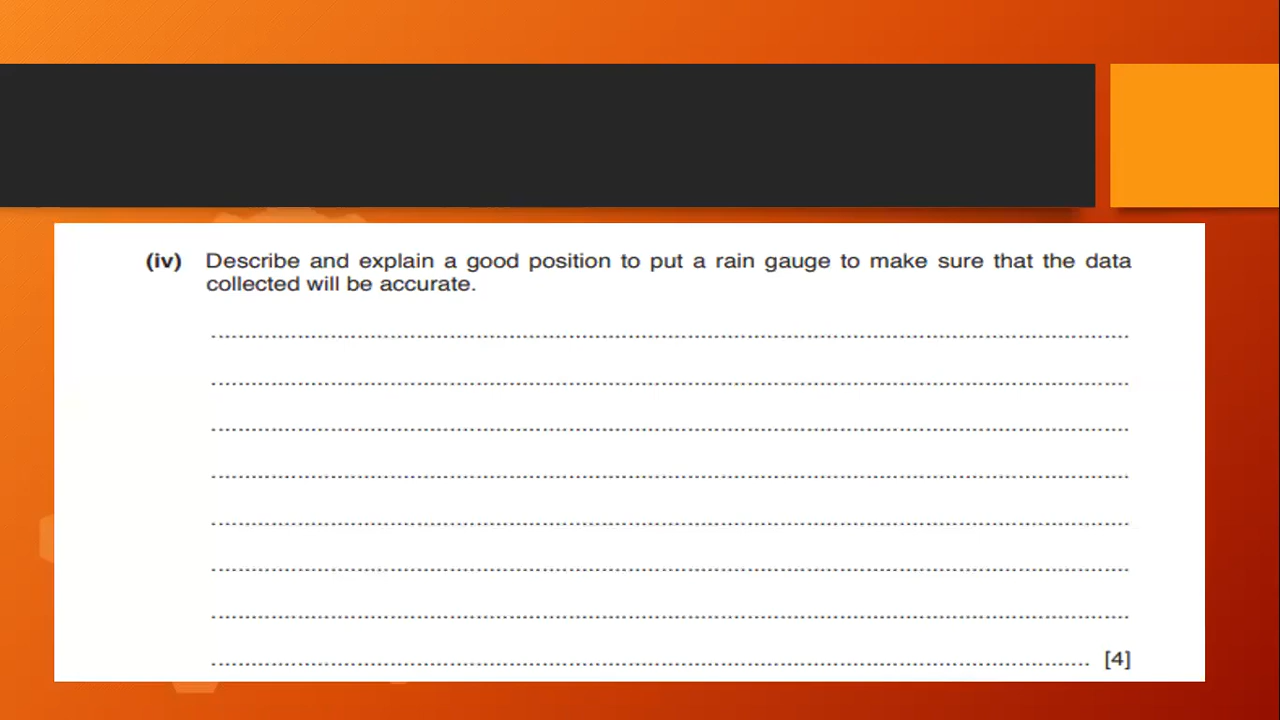 (iv) Describe and explain a good position to put a rain gauge to make sure that the data
collected will be accurate.
[4]